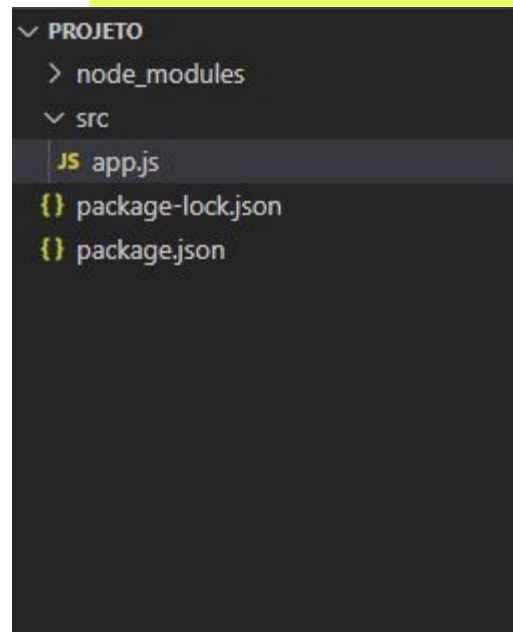 PROJETO
node_modules
src
JS app.js
{} package-lock.json
{} package.json